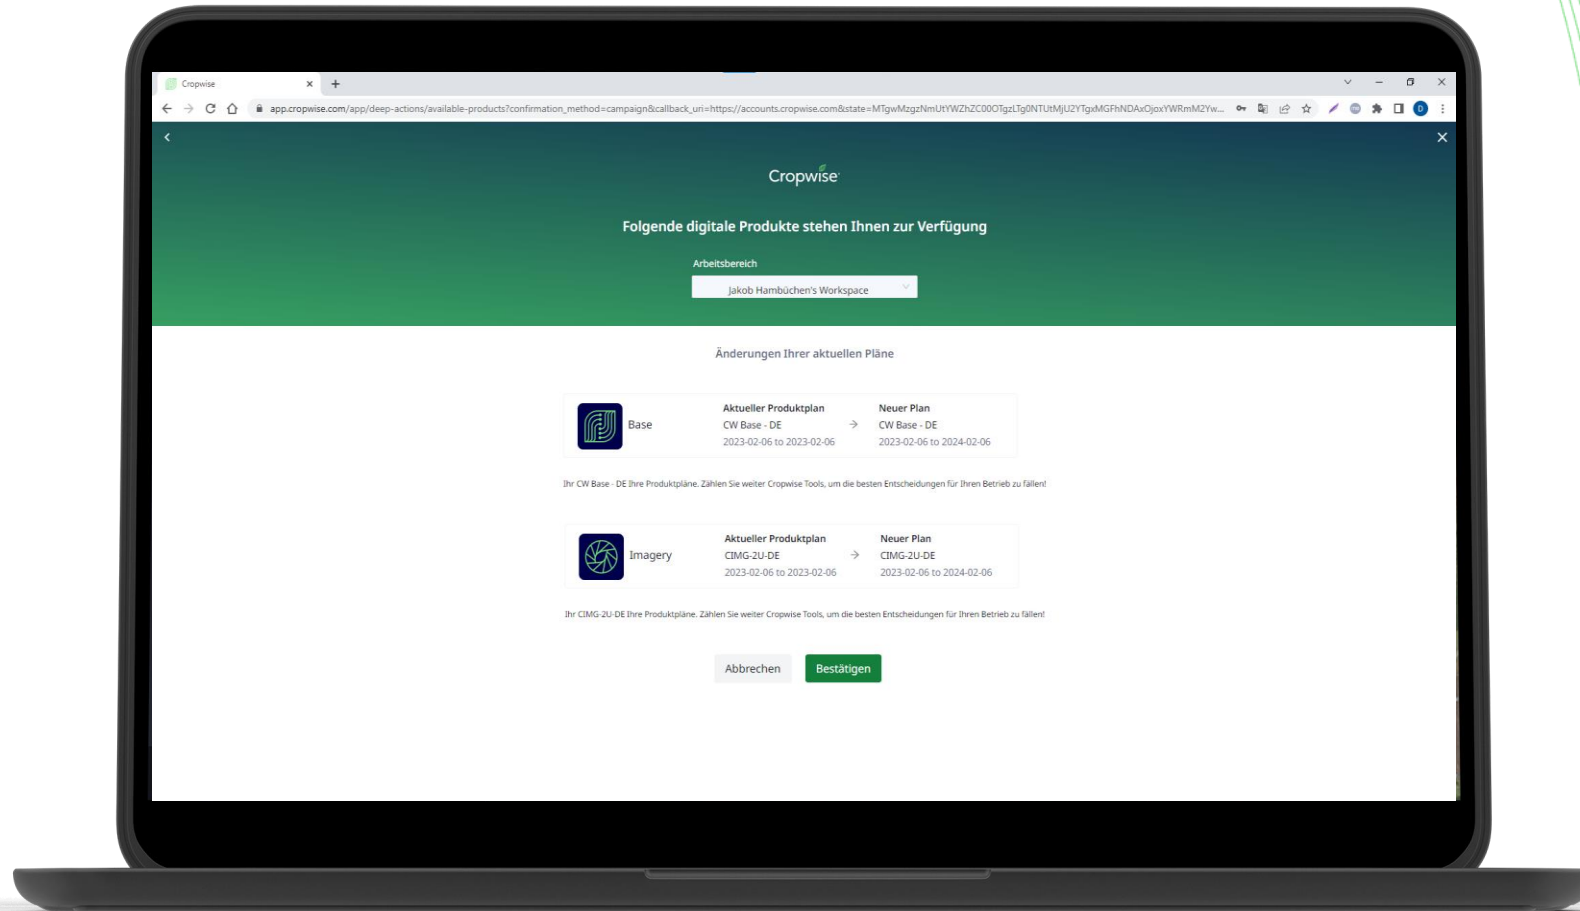 Cropwise
app.cropwise.com/app/deep-actions/available-products?confirmation_method=campaign&callback_uri=https://accounts.cropwise.com&state=MTgwMzgzNmUtYWZhZC00OTgzLTg0NTUtMjU2YTgxMGFhNDAxOjoxYWRmM2Yw...
D
Cropwise
Folgende digitale Produkte stehen Ihnen zur Verfügung
Arbeitsbereich
Jakob Hambüchen's Workspace
Änderungen Ihrer aktuellen Pläne
Base
Aktueller Produktplan
CW Base - DE
2023-02-06 to 2023-02-06
Neuer Plan
CW Base - DE
2023-02-06 to 2024-02-06
Ihr CW Base - DE Ihre Produktpläne. Zählen Sie weiter Cropwise Tools, um die besten Entscheidungen für Ihren Betrieb zu fällen!
Imagery
Aktueller Produktplan
CIMG-2U-DE
2023-02-06 to 2023-02-06
Neuer Plan
CIMG-2U-DE
2023-02-06 to 2024-02-06
Ihr CIMG-2U-DE Ihre Produktpläne. Zählen Sie weiter Cropwise Tools, um die besten Entscheidungen für Ihren Betrieb zu fällen!
Abbrechen
Bestätigen